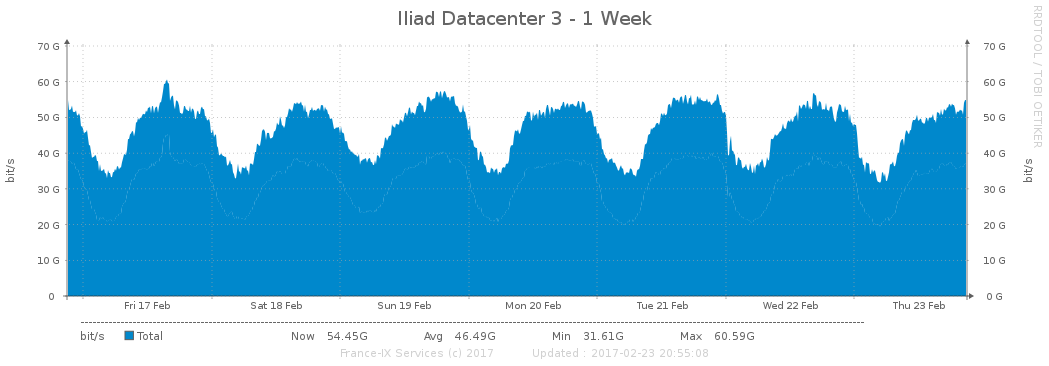 Iliad Datacenter 3 - 1 Week
RRDTOOL / TOBI OETIKER
bit/s
70 G 70 G
60 G 60 G
50 G 50 G
40 G 40 G
30 G 30 G
20 G 20 G
10 G 10 G
0 0 G
bit/s
Fri 17 Feb Sat 18 Feb Sun 19 Feb Mon 20 Feb Tue 21 Feb Wed 22 Feb Thu 23 Feb
bit/s Total Now 54.45G Avg 46.49G Min 31.61G Max 60.59G
France-IX Services (c) 2017 Updated : 2017-02-23 20:55:08